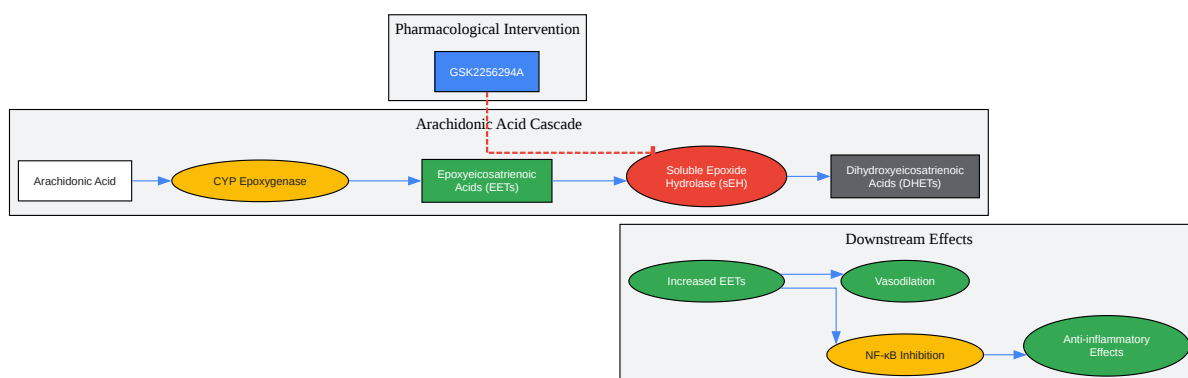 Pharmacological Intervention
GSK2256294A
Arachidonic Acid Cascade
Arachidonic Acid
CYP Epoxygenase
Epoxyeicosatrienoic
Acids (EETs)
Soluble Epoxide
Hydrolase (sEH)
Dihydroxyeicosatrienoic
Acids (DHETs)
Downstream Effects
Increased EETs
Vasodilation
NF-κB Inhibition
Anti-inflammatory
Effects